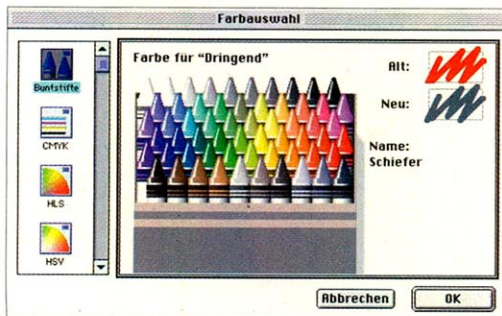 Farbauswahl
Buntstifte
CMYK
HLS
HSV
Farbe für “Dringend”
Alt:
Neu:
Name:
Schiefer
Abbrechen
OK